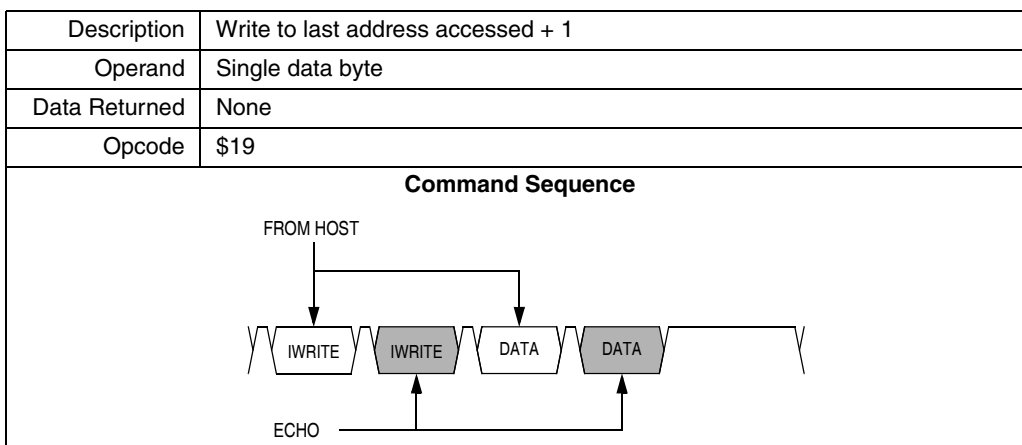 Description Write to last address accessed + 1
Operand Single data byte
Data Returned None
Opcode $19
Command Sequence
FROM HOST
IWRITE IWRITE DATA DATA
ECHO